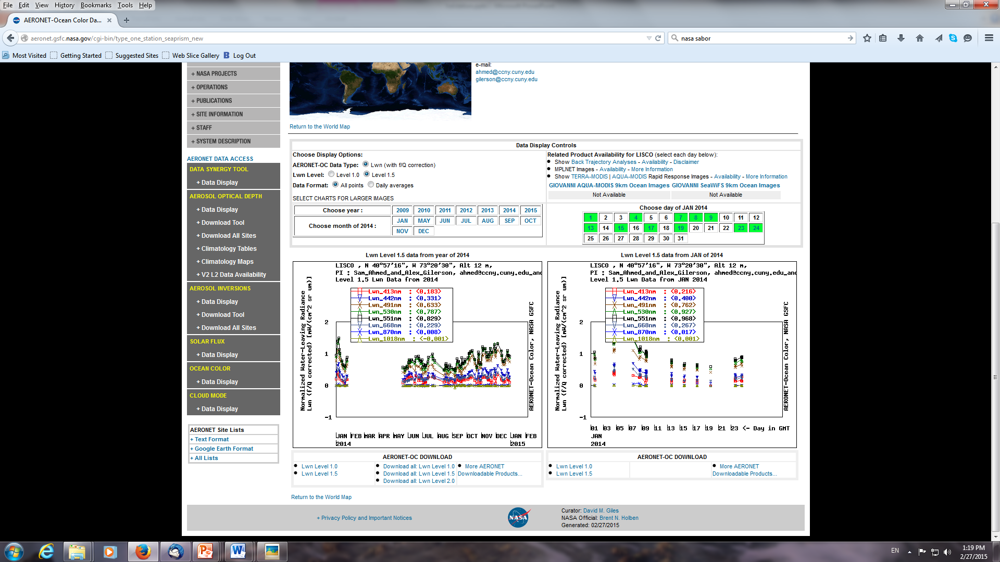 File Edit View History Bookmarks Tools Help
AERONET-Ocean Color Da...
aeronet.gsfc.nasa.gov/cgi-bin/type_one_station_seaprism_new
nasa sabor
Most Visited Getting Started Suggested Sites Web Slice Gallery B Log Out
+ NASA PROJECTS
+ OPERATIONS
+ PUBLICATIONS
+ SITE INFORMATION
+ STAFF
+ SYSTEM DESCRIPTION
AERONET DATA ACCESS
DATA SYNERGY TOOL
+ Data Display
AEROSOL OPTICAL DEPTH
+ Data Display
+ Download Tool
+ Download All Sites
+ Climatology Tables
+ Climatology Maps
+ V2 L2 Data Availability
AEROSOL INVERSIONS
+ Data Display
+ Download Tool
+ Download All Sites
SOLAR FLUX
+ Data Display
OCEAN COLOR
+ Data Display
CLOUD MODE
+ Data Display
AERONET Site Lists
+ Text Format
+ Google Earth Format
+ All Lists
e-mail:
ahmed@ccny.cuny.edu
gilerson@ccny.cuny.edu
Return to the World Map
Data Display Controls
Choose Display Options:
AERONET-OC Data Type: Lwn (with f/Q correction)
Lwn Level: Level 1.0 Level 1.5
Data Format: All points Daily averages
SELECT CHARTS FOR LARGER IMAGES
Choose year : 2009 2010 2011 2012 2013 2014 2015
Choose month of 2014 : JAN MAY JUN JUL AUG SEP OCT
NOV DEC
Related Product Availability for LISCO (select each day below):
Show Back Trajectory Analyses - Availability - Disclaimer
MPLNET Images - Availability - More Information
Show TERRA-MODIS | AQUA-MODIS Rapid Response Images - Availability - More Information
GIOVANNI AQUA-MODIS 9km Ocean Images GIOVANNI SeaWiFS 9km Ocean Images
Not Available Not Available
Choose day of JAN 2014
1 2 3 4 5 6 7 8 9 10 11 12
13 14 15 16 17 18 19 20 21 22 23 24
25 26 27 28 29 30 31
Lwn Level 1.5 data from year of 2014
LISCO , N 40°57'16", W 73°20'30", Alt 12 m,
PI : Sam_Ahmed_and_Alex_Gilerson, ahmed@ccny.cuny.edu_and
Level 1.5 Lwn Data from 2014
Lwn_413nm : <0.183>
Lwn_442nm : <0.331>
Lwn_491nm : <0.633>
Lwn_530nm : <0.787>
Lwn_551nm : <0.829>
Lwn_668nm : <0.229>
Lwn_870nm : <0.008>
Lwn_1018nm : <-0.001>
Normalized Water-Leaving Radiance
Lwn (f/Q corrected) [mW/(cm^2 sr um)]
2
1
0
-1
AERONET-Ocean Color, NASA GSFC
JAN FEB MAR APR MAY JUN JUL AUG SEP OCT NOV DEC JAN FEB
2014 2015
Lwn Level 1.5 data from JAN of 2014
LISCO , N 40°57'16", W 73°20'30", Alt 12 m,
PI : Sam_Ahmed_and_Alex_Gilerson, ahmed@ccny.cuny.edu_and
Level 1.5 Lwn Data from JAN 2014
Lwn_413nm : <0.216>
Lwn_442nm : <0.400>
Lwn_491nm : <0.762>
Lwn_530nm : <0.927>
Lwn_551nm : <0.968>
Lwn_668nm : <0.267>
Lwn_870nm : <0.017>
Lwn_1018nm : <0.001>
Normalized Water-Leaving Radiance
Lwn (f/Q corrected) [mW/(cm^2 sr um)]
2
1
0
-1
AERONET-Ocean Color, NASA GSFC
01 03 05 07 09 11 13 15 17 19 21 23 <- Day in GMT
JAN
2014
AERONET-OC DOWNLOAD
Lwn Level 1.0 Download all: Lwn Level 1.0 More AERONET
Lwn Level 1.5 Download all: Lwn Level 1.5 Downloadable Products...
Download all: Lwn Level 2.0
AERONET-OC DOWNLOAD
Lwn Level 1.0 More AERONET
Lwn Level 1.5 Downloadable Products...
Return to the World Map
+ Privacy Policy and Important Notices
NASA
Curator: David M. Giles
NASA Official: Brent N. Holben
Generated: 02/27/2015
EN
1:19 PM
2/27/2015